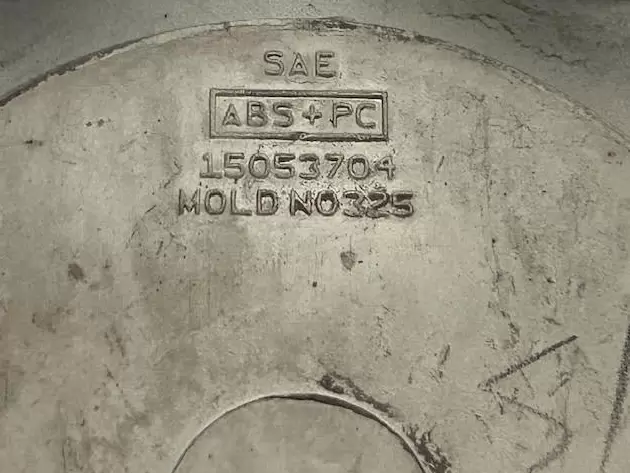 SAE
ABS + PC
15053704
MOLD NO325